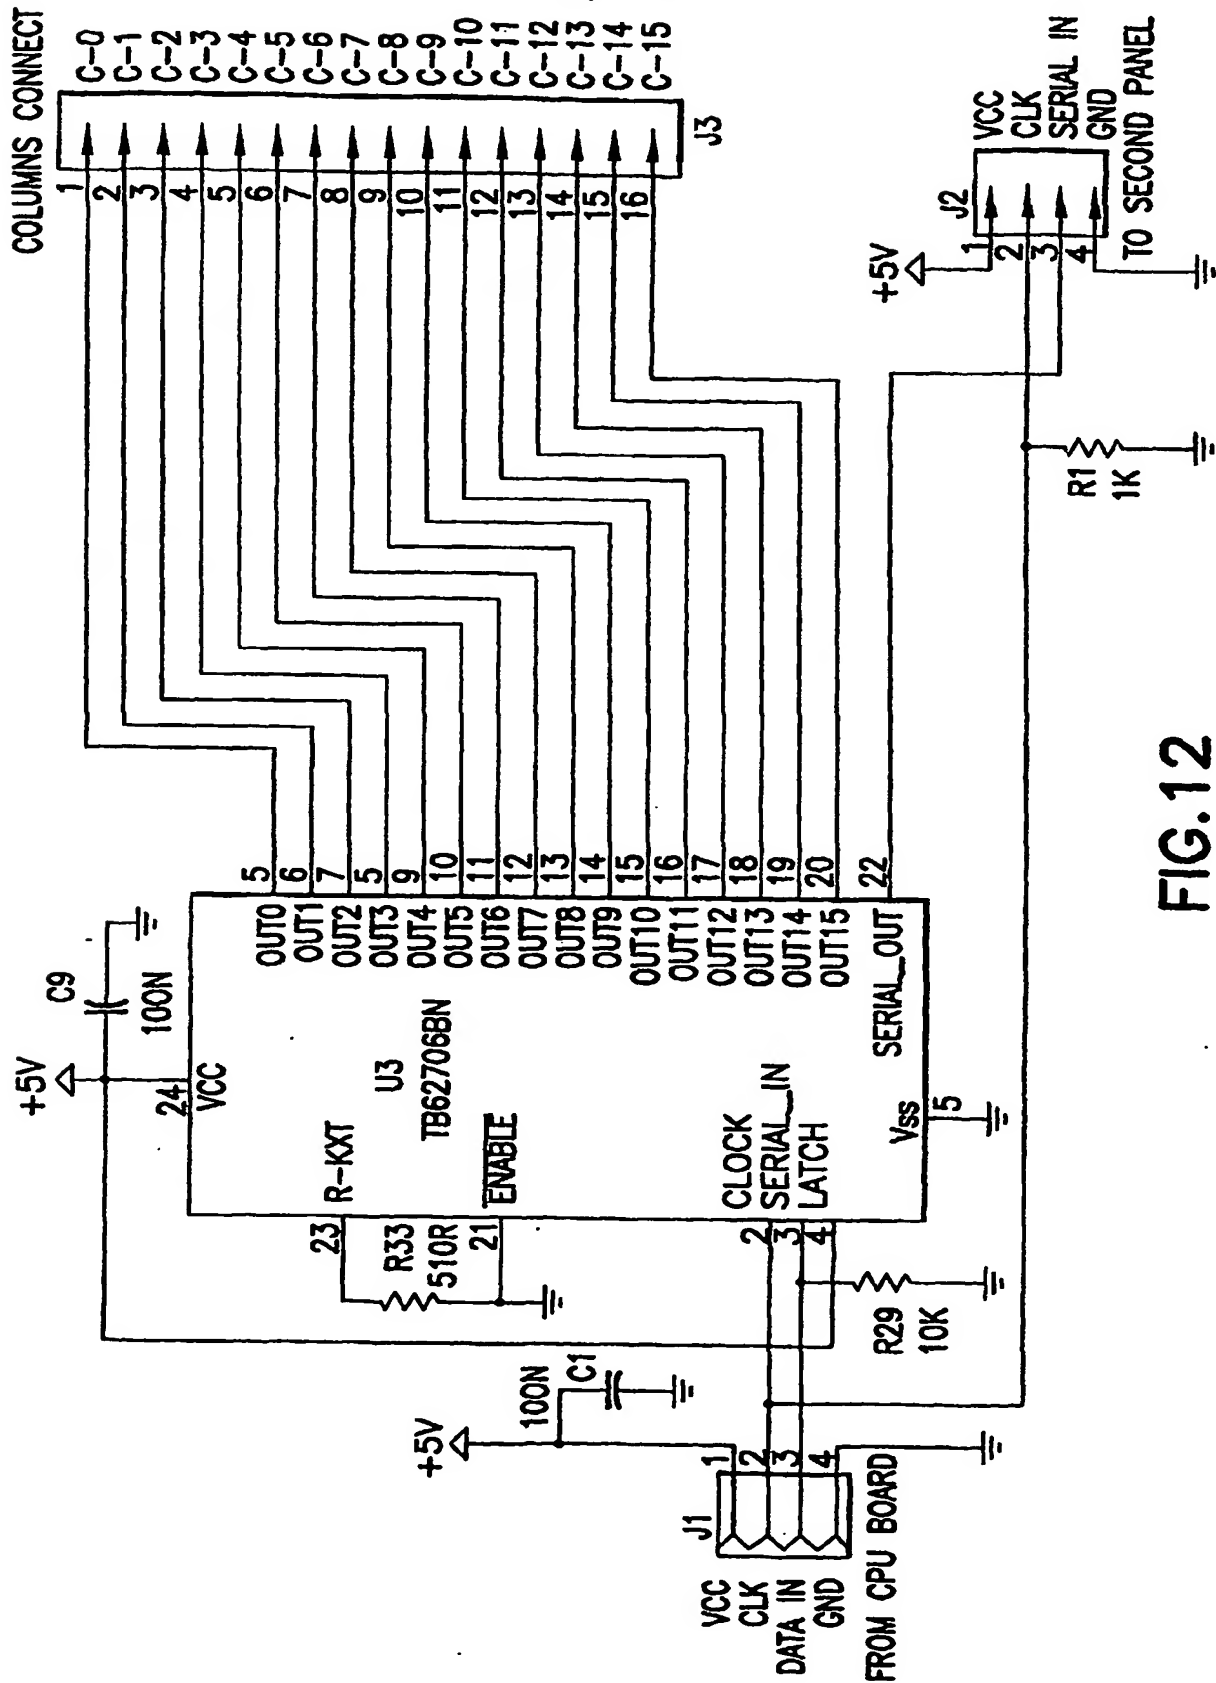 COLUMNS CONNECT
1 C-0
2 C-1
3 C-2
4 C-3
5 C-4
6 C-5
7 C-6
8 C-7
9 C-8
10 C-9
11 C-10
12 C-11
13 C-12
14 C-13
15 C-14
16 C-15
J3
+5V
C9
100N
24
VCC
U3
TB62706BN
23 R-KXT
R33
510R
21 ENABLE
2 CLOCK
3 SERIAL_IN
4 LATCH
OUT0 5
OUT1 6
OUT2 7
OUT3 5
OUT4 9
OUT5 10
OUT6 11
OUT7 12
OUT8 13
OUT9 14
OUT10 15
OUT11 16
OUT12 17
OUT13 18
OUT14 19
OUT15 20
SERIAL_OUT 22
Vss
5
R29
10K
+5V
100N
C1
J1
VCC 1
CLK 2
DATA IN 3
GND 4
FROM CPU BOARD
R1
1K
+5V
J2
1 VCC
2 CLK
3 SERIAL IN
4 GND
TO SECOND PANEL
FIG.12